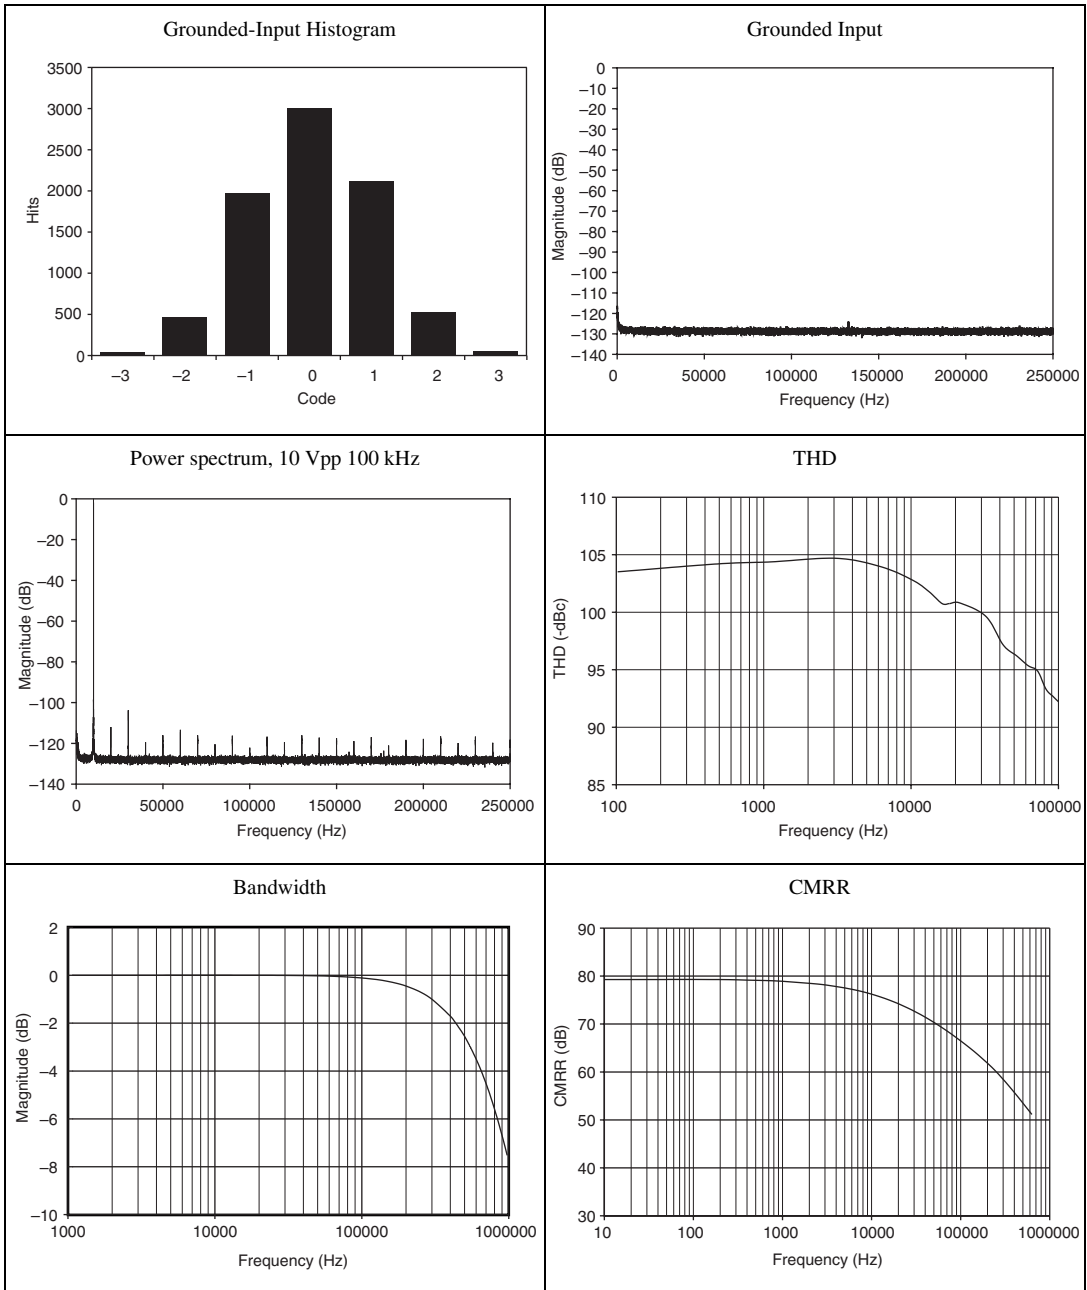 Grounded-Input Histogram
3500
3000
2500
2000
1500
1000
500
0
Hits
–3 –2 –1 0 1 2 3
Code
Grounded Input
0
–10
–20
–30
–40
–50
–60
–70
–80
–90
–100
–110
–120
–130
–140
Magnitude (dB)
0 50000 100000 150000 200000 250000
Frequency (Hz)
Power spectrum, 10 Vpp 100 kHz
0
–20
–40
–60
–80
–100
–120
–140
Magnitude (dB)
0 50000 100000 150000 200000 250000
Frequency (Hz)
THD
110
105
100
95
90
85
THD (-dBc)
100 1000 10000 100000
Frequency (Hz)
Bandwidth
2
0
–2
–4
–6
–8
–10
Magnitude (dB)
1000 10000 100000 1000000
Frequency (Hz)
CMRR
90
80
70
60
50
40
30
CMRR (dB)
10 100 1000 10000 100000 1000000
Frequency (Hz)